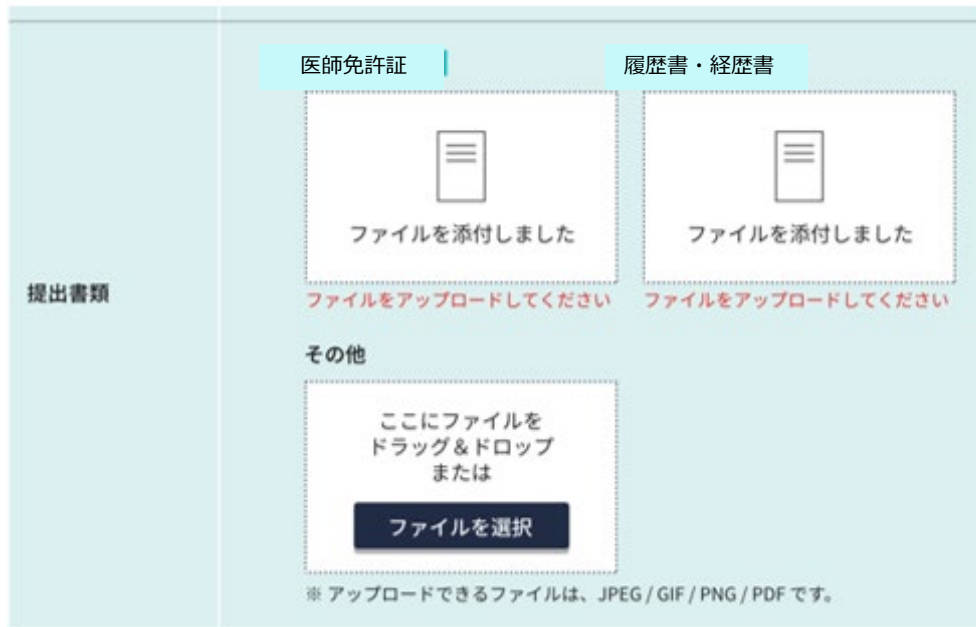 医師免許証
履歴書・経歴書
ファイルを添付しました
ファイルを添付しました
提出書類
ファイルをアップロードしてください
ファイルをアップロードしてください
その他
ここにファイルを
ドラッグ＆ドロップ
または
ファイルを選択
※ アップロードできるファイルは、JPEG / GIF / PNG / PDF です。